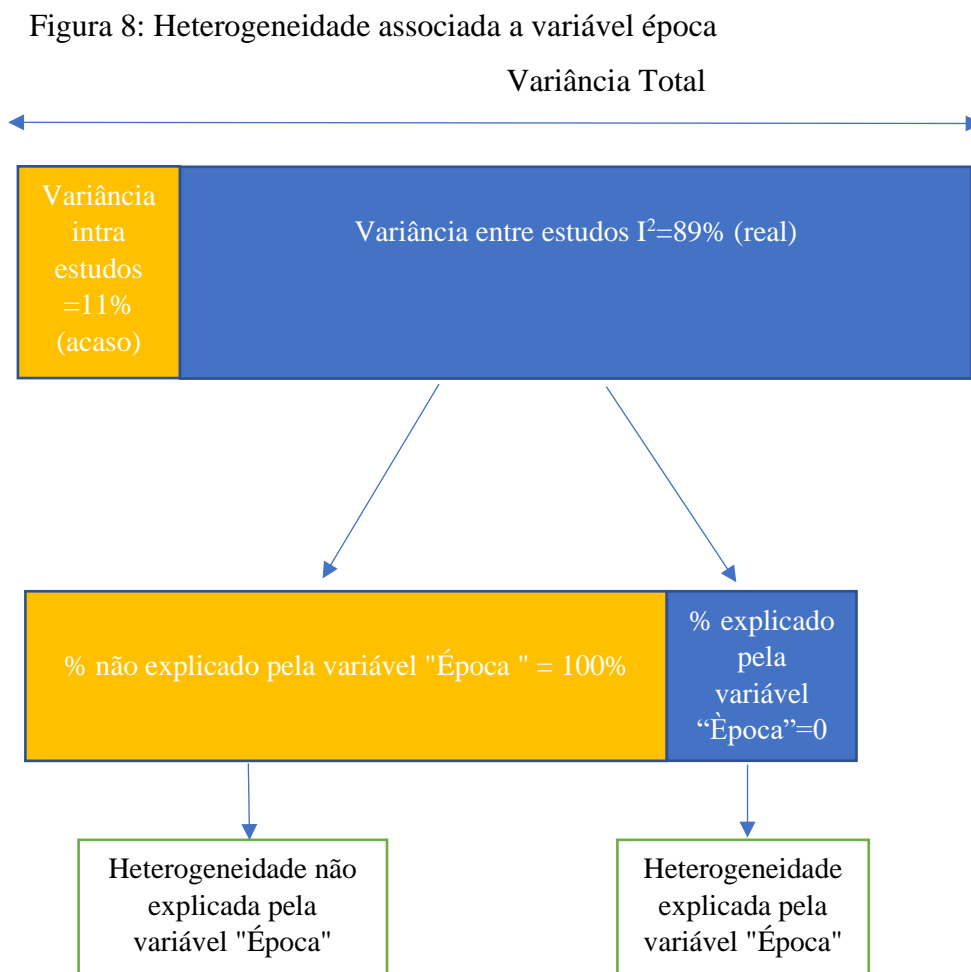 Figura 8: Heterogeneidade associada a variável época
Variância Total
Variância
intra
estudos
=11%
(acaso)
Variância entre estudos I²=89% (real)
% não explicado pela variável "Época " = 100%
% explicado
pela
variável
“Època”=0
Heterogeneidade não
explicada pela
variável "Época"
Heterogeneidade
explicada pela
variável "Época"